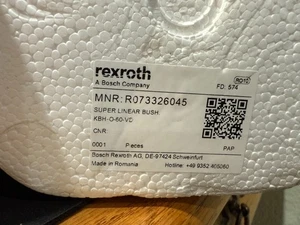 rexroth
A Bosch Company
FD: 574
RO10
MNR: R073326045
SUPER LINEAR BUSH
KBH-O-60-VD
ChR:
0001 Pieces
PAP
Bosch Rexroth AG, DE-97424 Schweinfurt
Made in Romania
Hotline: +49 9352 405060